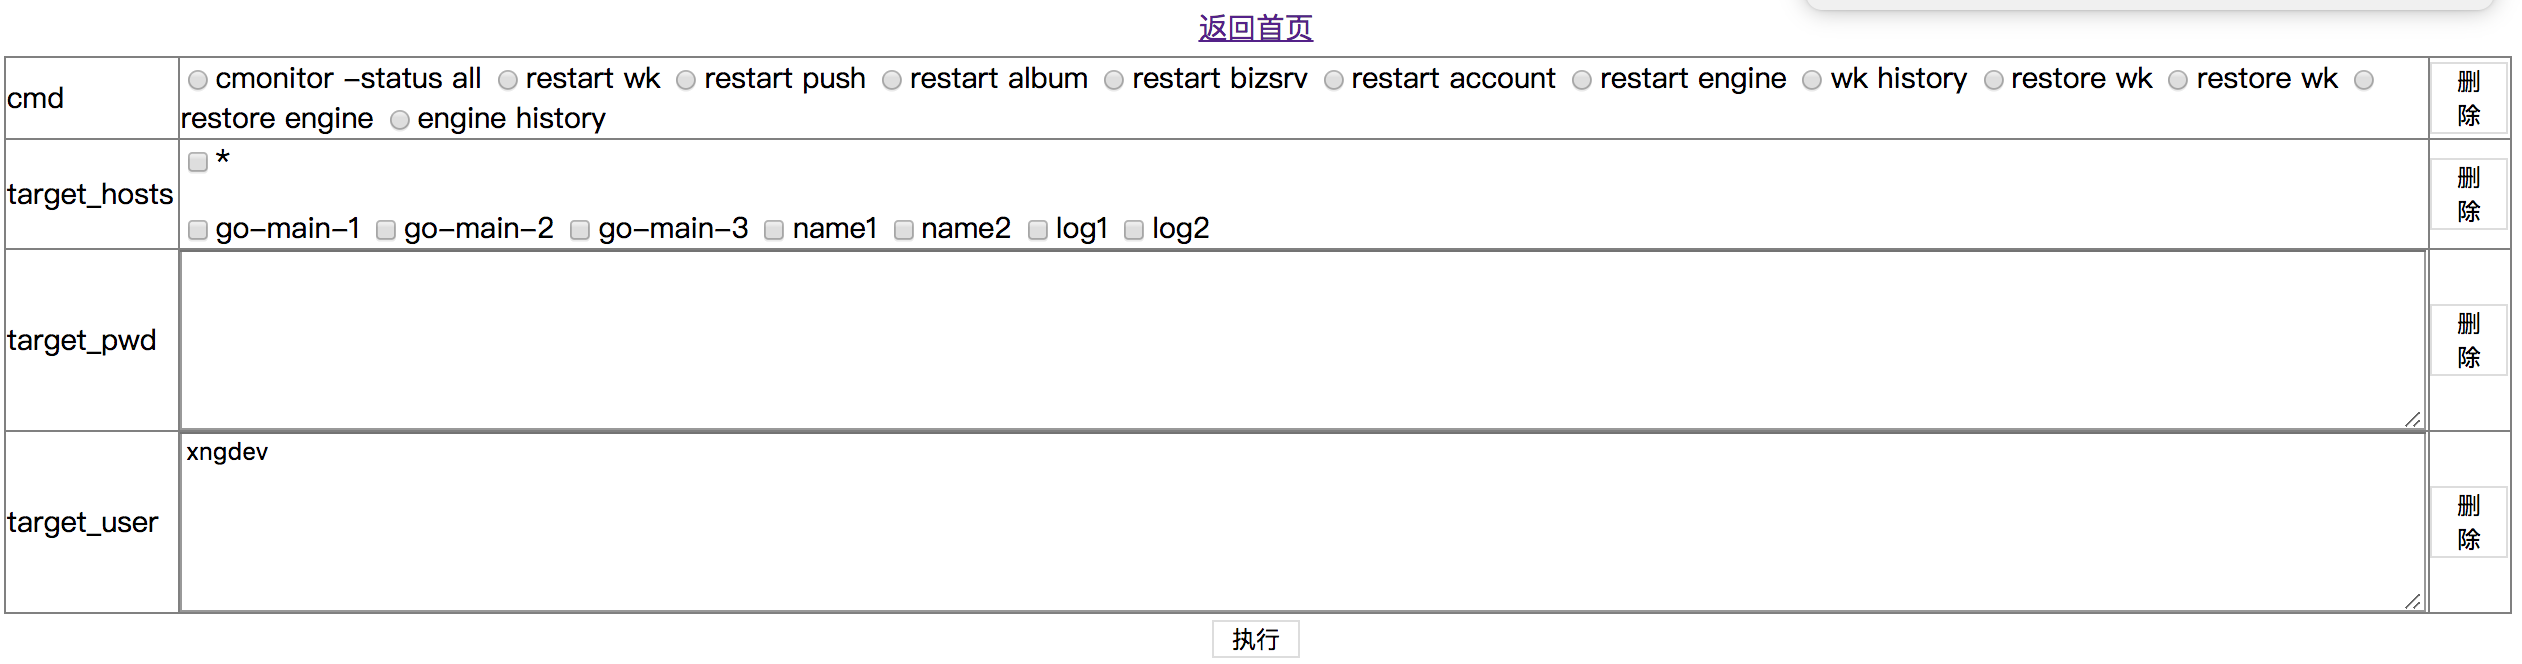 返回首页
cmd
cmonitor -status all restart wk restart push restart album restart bizsrv restart account restart engine wk history restore wk restore wk
restore engine engine history
删
除
target_hosts
*
go-main-1 go-main-2 go-main-3 name1 name2 log1 log2
删
除
target_pwd
删
除
target_user
xngdev
删
除
执行